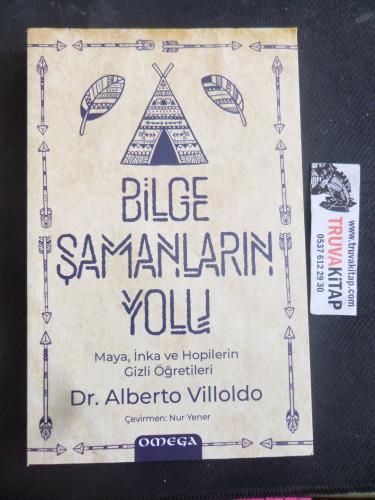 BİLGE
ŞAMANLARIN
YOLU
Maya, İnka ve Hopilerin
Gizli Öğretileri
Dr. Alberto Villoldo
Çevirmen: Nur Yener
OMEGA
www.truvakitap.com
TRUVAKiTAP
0537 612 29 30